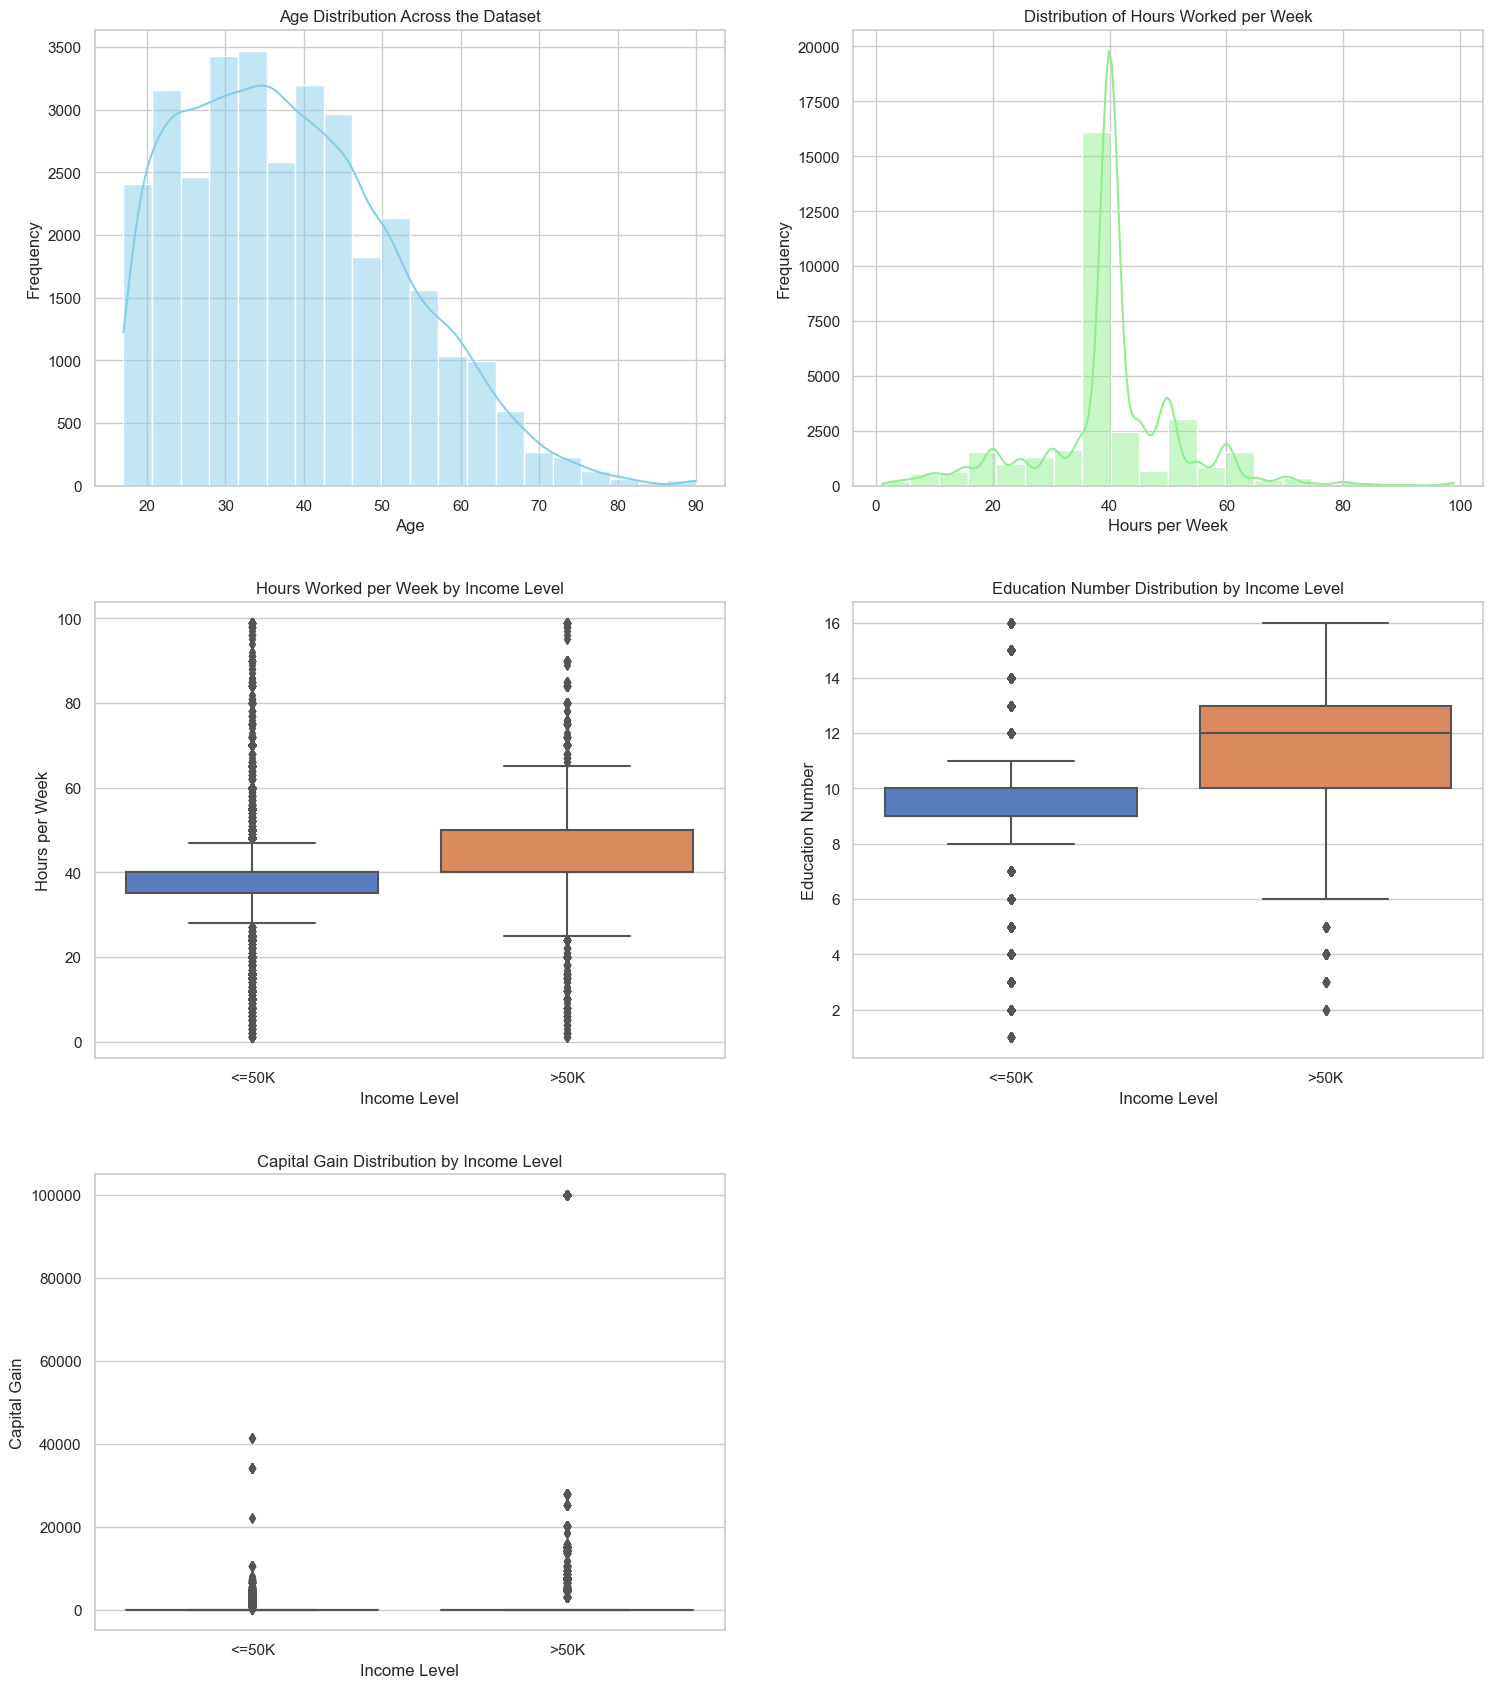 Age Distribution Across the Dataset
3500
3000
2500
2000
1500
1000
500
0
Frequency
20 30 40 50 60 70 80 90
Age
Distribution of Hours Worked per Week
20000
17500
15000
12500
10000
7500
5000
2500
0
Frequency
0 20 40 60 80 100
Hours per Week
Hours Worked per Week by Income Level
100
80
60
40
20
0
Hours per Week
<=50K >50K
Income Level
Education Number Distribution by Income Level
16
14
12
10
8
6
4
2
Education Number
<=50K >50K
Income Level
Capital Gain Distribution by Income Level
100000
80000
60000
40000
20000
0
Capital Gain
<=50K >50K
Income Level